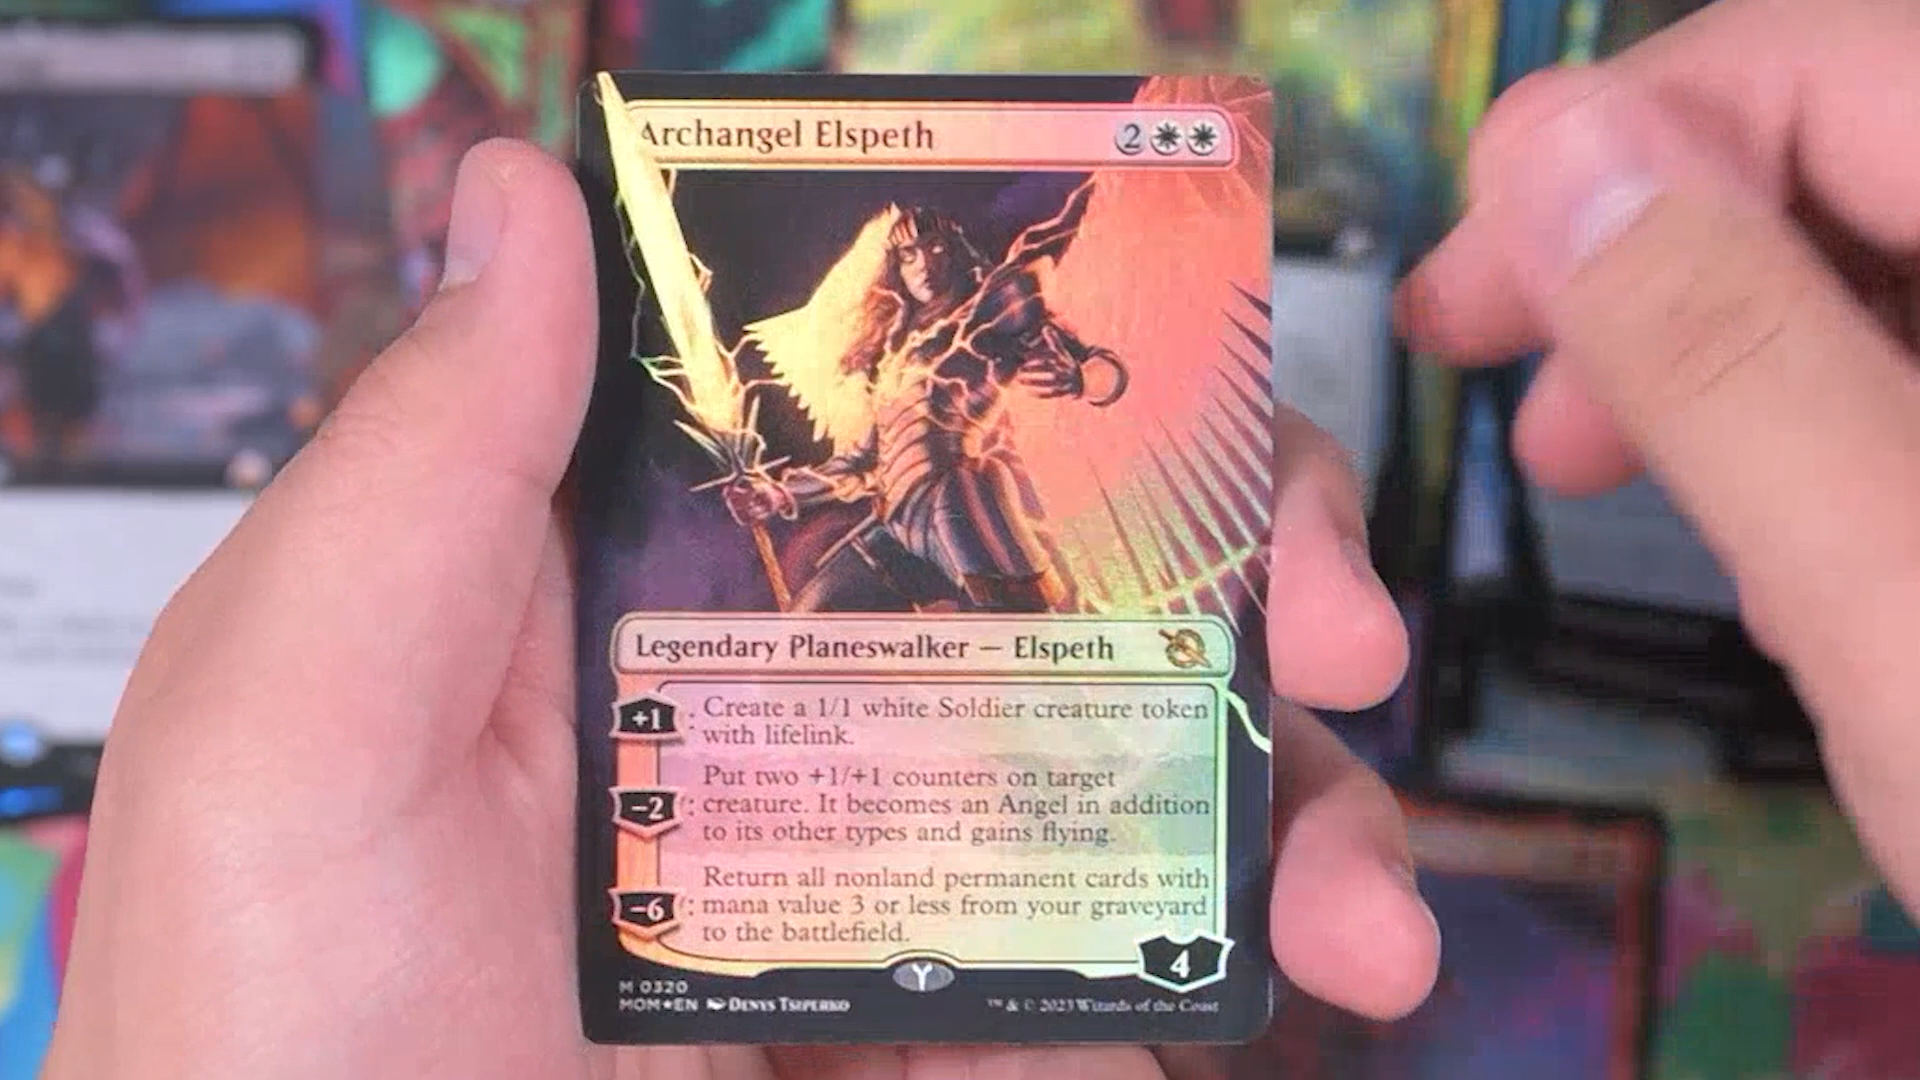 Archangel Elspeth 2
Legendary Planeswalker — Elspeth
+1 : Create a 1/1 white Soldier creature token
with lifelink.
Put two +1/+1 counters on target
−2 : creature. It becomes an Angel in addition
to its other types and gains flying.
Return all nonland permanent cards with
−6 : mana value 3 or less from your graveyard
to the battlefield.
4
M 0320
MOM★EN Denys Tsiperko
™ & © 2023 Wizards of the Coast